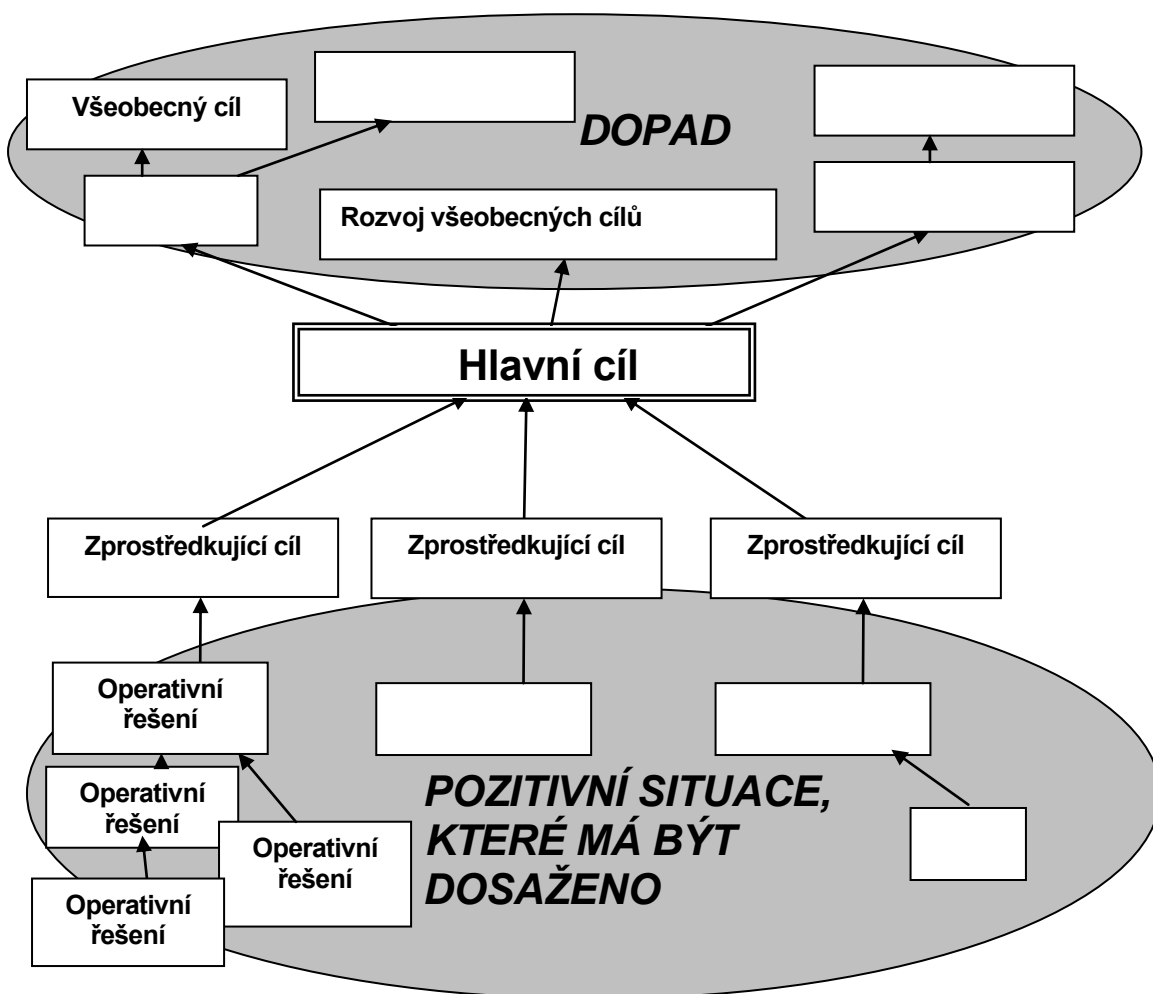 Všeobecný cíl
DOPAD
Rozvoj všeobecných cílů
Hlavní cíl
Zprostředkující cíl
Zprostředkující cíl
Zprostředkující cíl
Operativní
řešení
Operativní
řešení
Operativní
řešení
Operativní
řešení
POZITIVNÍ SITUACE,
KTERÉ MÁ BÝT
DOSAŽENO